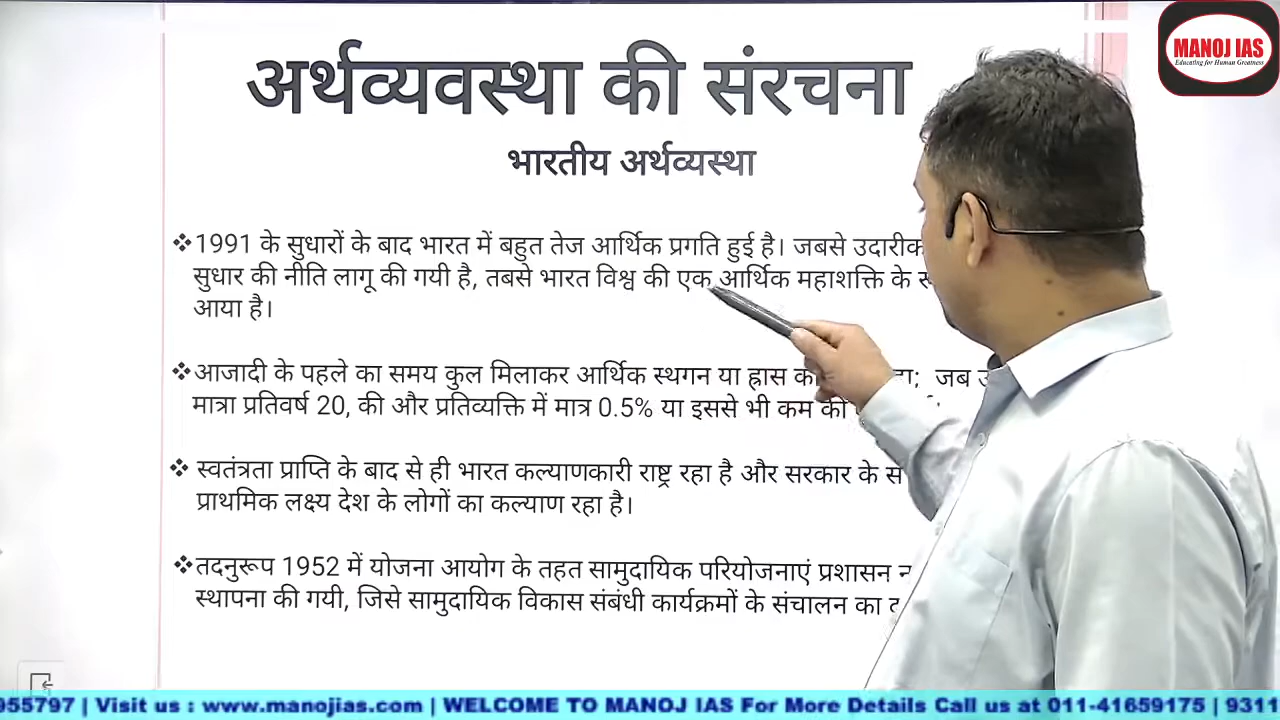 MANOJ IAS
Educating for Human Greatness
अर्थव्यवस्था की संरचना
भारतीय अर्थव्यस्था
❖1991 के सुधारों के बाद भारत में बहुत तेज आर्थिक प्रगति हुई है। जबसे
सुधार की नीति लागू की गयी है, तबसे भारत विश्व की एक आर्थिक महाशक्ति के
आया है।
❖आजादी के पहले का समय कुल मिलाकर आर्थिक स्थगन या ह्रास जब
मात्रा प्रतिवर्ष 20, की और प्रतिव्यक्ति में मात्र 0.5% या इससे भी कम की
❖ स्वतंत्रता प्राप्ति के बाद से ही भारत कल्याणकारी राष्ट्र रहा है और सरकार के
प्राथमिक लक्ष्य देश के लोगों का कल्याण रहा है।
❖तदनुरूप 1952 में योजना आयोग के तहत सामुदायिक परियोजनाएं प्रशासन
स्थापना की गयी, जिसे सामुदायिक विकास संबंधी कार्यक्रमों के संचालन का
955797 | Visit us : www.manojias.com | WELCOME TO MANOJ IAS For More Details Call us at 011-41659175 | 9311